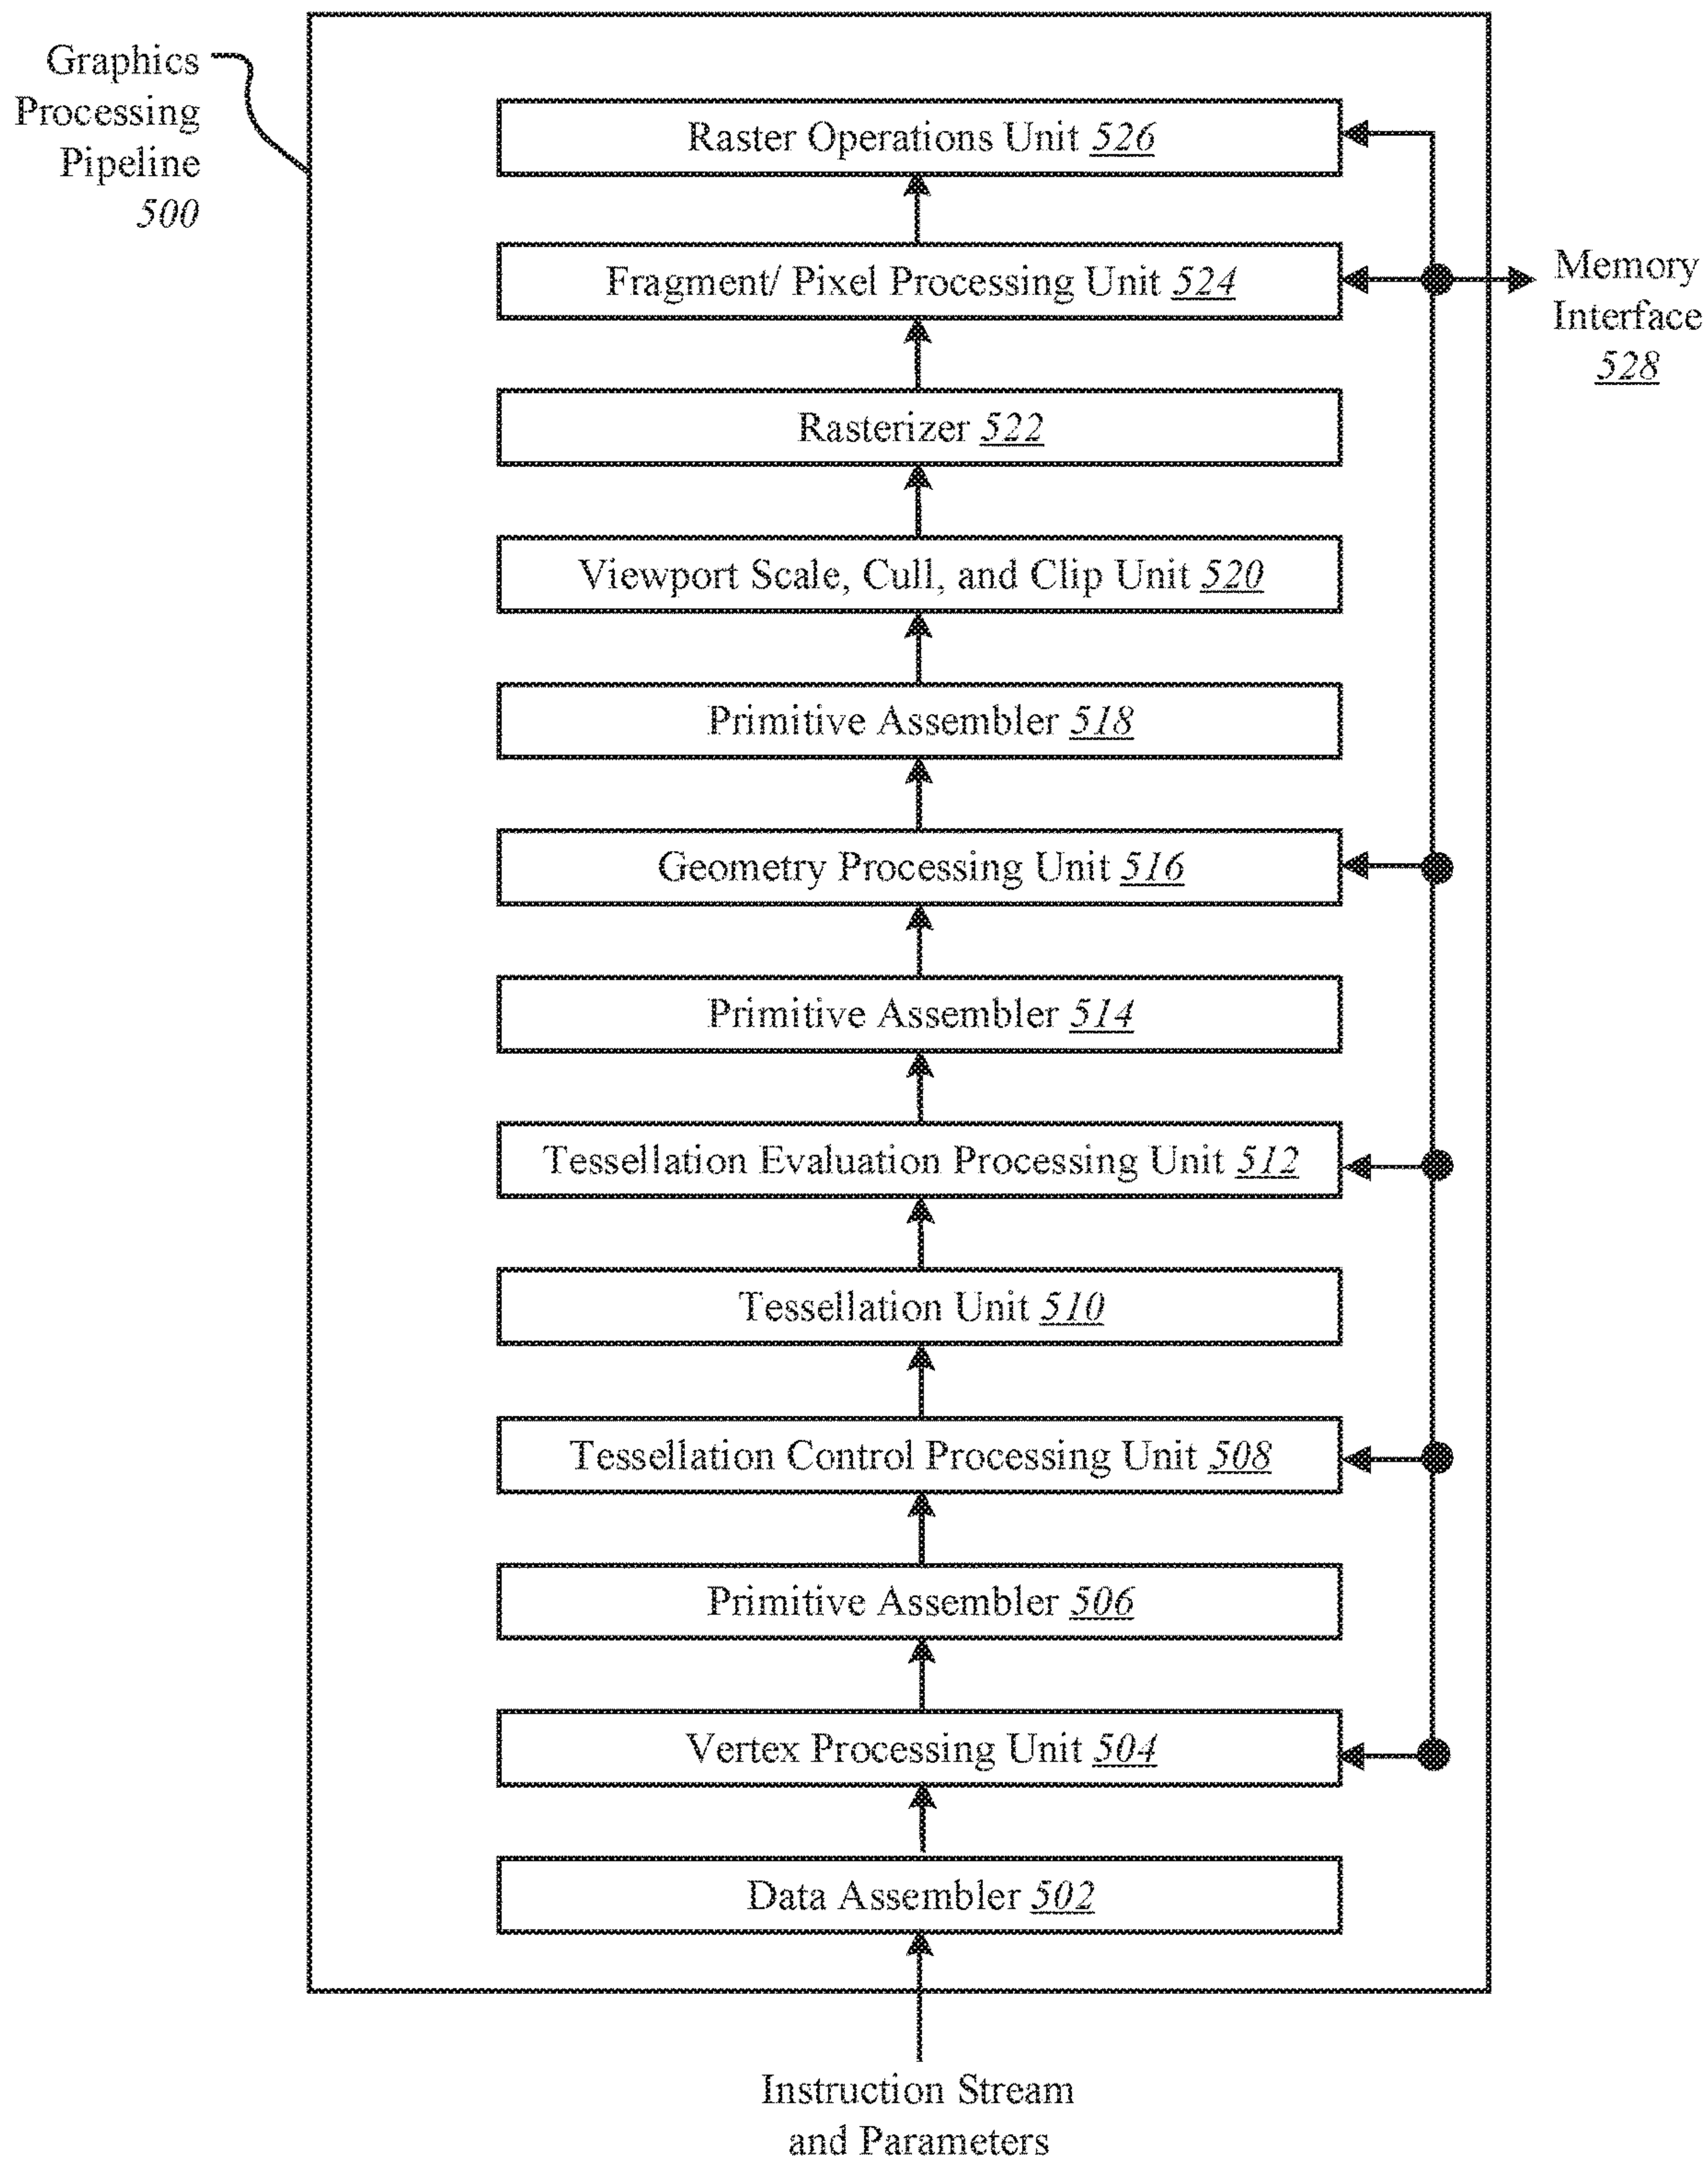 Graphics
Processing
Pipeline
500
Raster Operations Unit 526
Fragment/ Pixel Processing Unit 524
Memory
Interface
528
Rasterizer 522
Viewport Scale, Cull, and Clip Unit 520
Primitive Assembler 518
Geometry Processing Unit 516
Primitive Assembler 514
Tessellation Evaluation Processing Unit 512
Tessellation Unit 510
Tessellation Control Processing Unit 508
Primitive Assembler 506
Vertex Processing Unit 504
Data Assembler 502
Instruction Stream
and Parameters